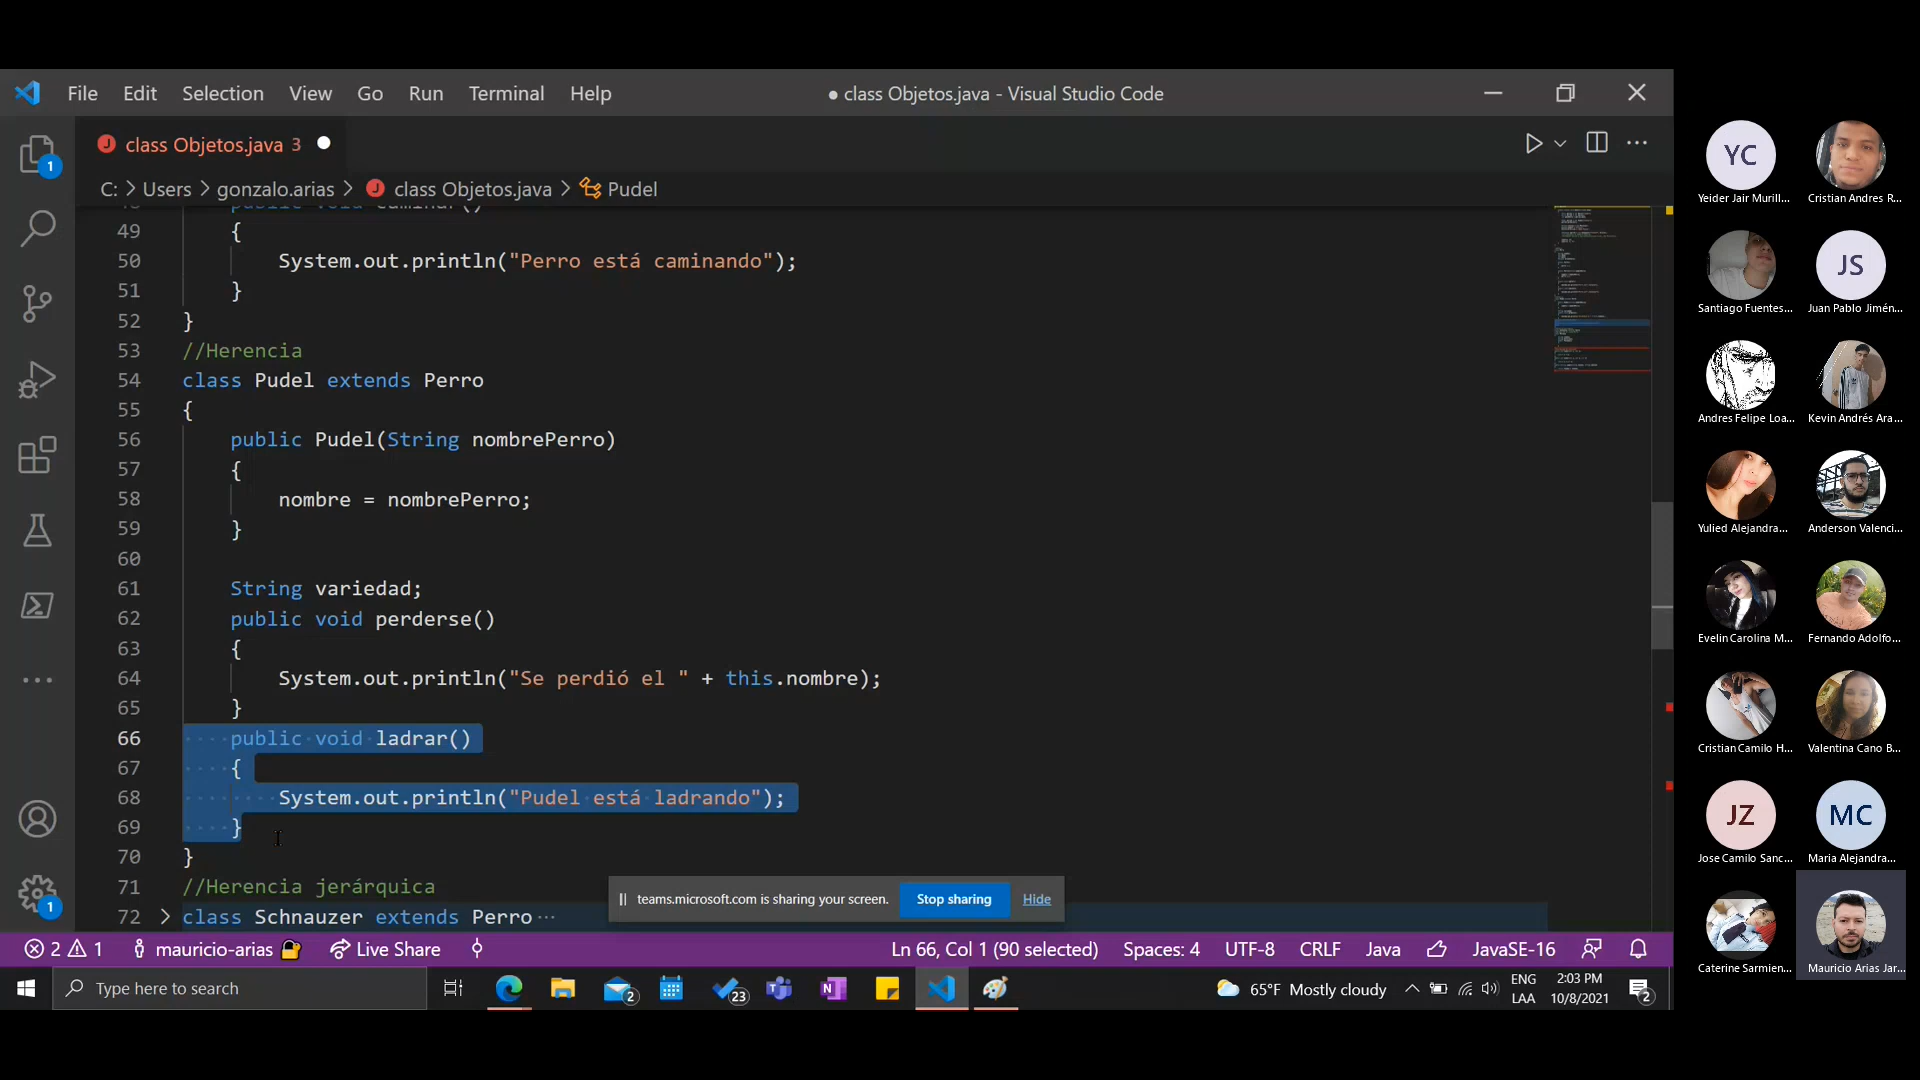 File Edit Selection View Go Run Terminal Help
● class Objetos.java - Visual Studio Code
class Objetos.java 3
C: > Users > gonzalo.arias > class Objetos.java > Pudel
49 {
50 System.out.println("Perro está caminando");
51 }
52 }
53 //Herencia
54 class Pudel extends Perro
55 {
56 public Pudel(String nombrePerro)
57 {
58 nombre = nombrePerro;
59 }
60
61 String variedad;
62 public void perderse()
63 {
64 System.out.println("Se perdió el " + this.nombre);
65 }
66 public void ladrar()
67 {
68 System.out.println("Pudel está ladrando");
69 }
70 }
71 //Herencia jerárquica
72 > class Schnauzer extends Perro ···
1
1
teams.microsoft.com is sharing your screen. Stop sharing Hide
2 1 mauricio-arias Live Share
Ln 66, Col 1 (90 selected) Spaces: 4 UTF-8 CRLF Java JavaSE-16
Type here to search
2
23
65°F Mostly cloudy
ENG
LAA
2:03 PM
10/8/2021
2
YC
Yeider Jair Murill...
Cristian Andres R...
Santiago Fuentes...
JS
Juan Pablo Jimén...
Andres Felipe Loa...
Kevin Andrés Ara...
Yulied Alejandra...
Anderson Valenci...
Evelin Carolina M...
Fernando Adolfo...
Cristian Camilo H...
Valentina Cano B...
JZ
Jose Camilo Sanc...
MC
Maria Alejandra...
Caterine Sarmien...
Mauricio Arias Jar...